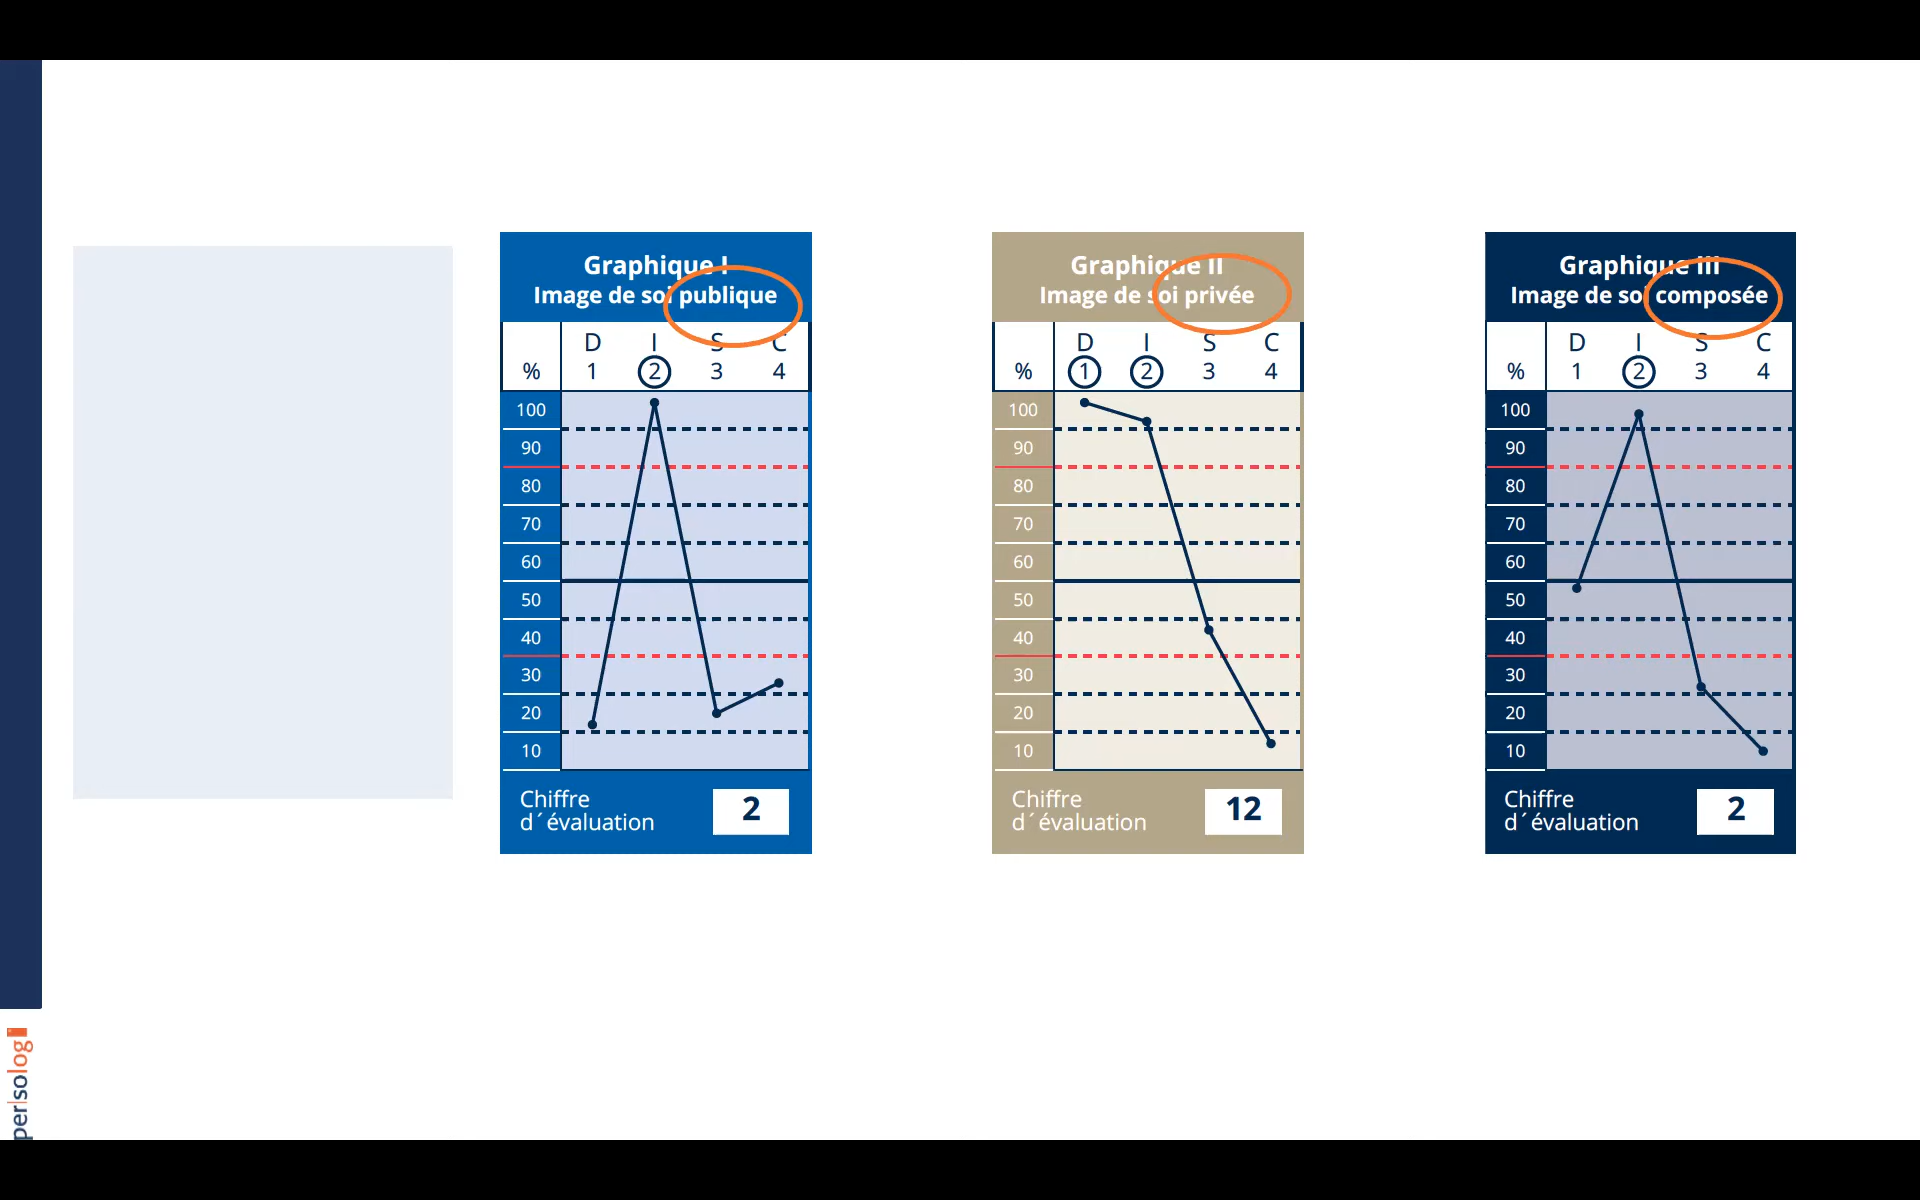 Graphique I
Image de soi publique
D I S C
% 1 2 3 4
100
90
80
70
60
50
40
30
20
10
Chiffre
d´évaluation
2
Graphique II
Image de soi privée
D I S C
% 1 2 3 4
100
90
80
70
60
50
40
30
20
10
Chiffre
d´évaluation
12
Graphique III
Image de soi composée
D I S C
% 1 2 3 4
100
90
80
70
60
50
40
30
20
10
Chiffre
d´évaluation
2
per|solog